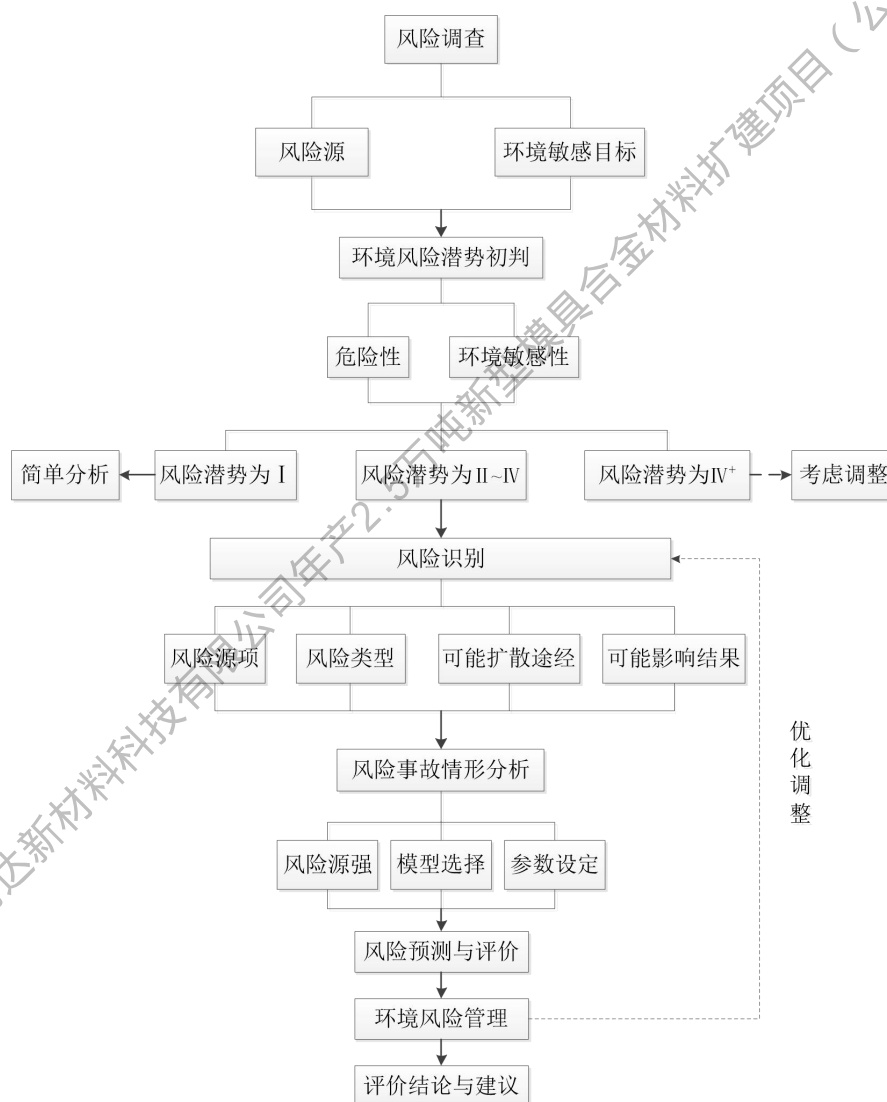 风险调查
风险源
环境敏感目标
环境风险潜势初判
危险性
环境敏感性
简单分析
风险潜势为Ⅰ
风险潜势为Ⅱ~Ⅳ
风险潜势为Ⅳ⁺
考虑调整
风险识别
风险源项
风险类型
可能扩散途经
可能影响结果
风险事故情形分析
风险源强
模型选择
参数设定
风险预测与评价
环境风险管理
评价结论与建议
优化调整
达新材料科技有限公司年产2.5万吨新型模具合金材料扩建项目（公